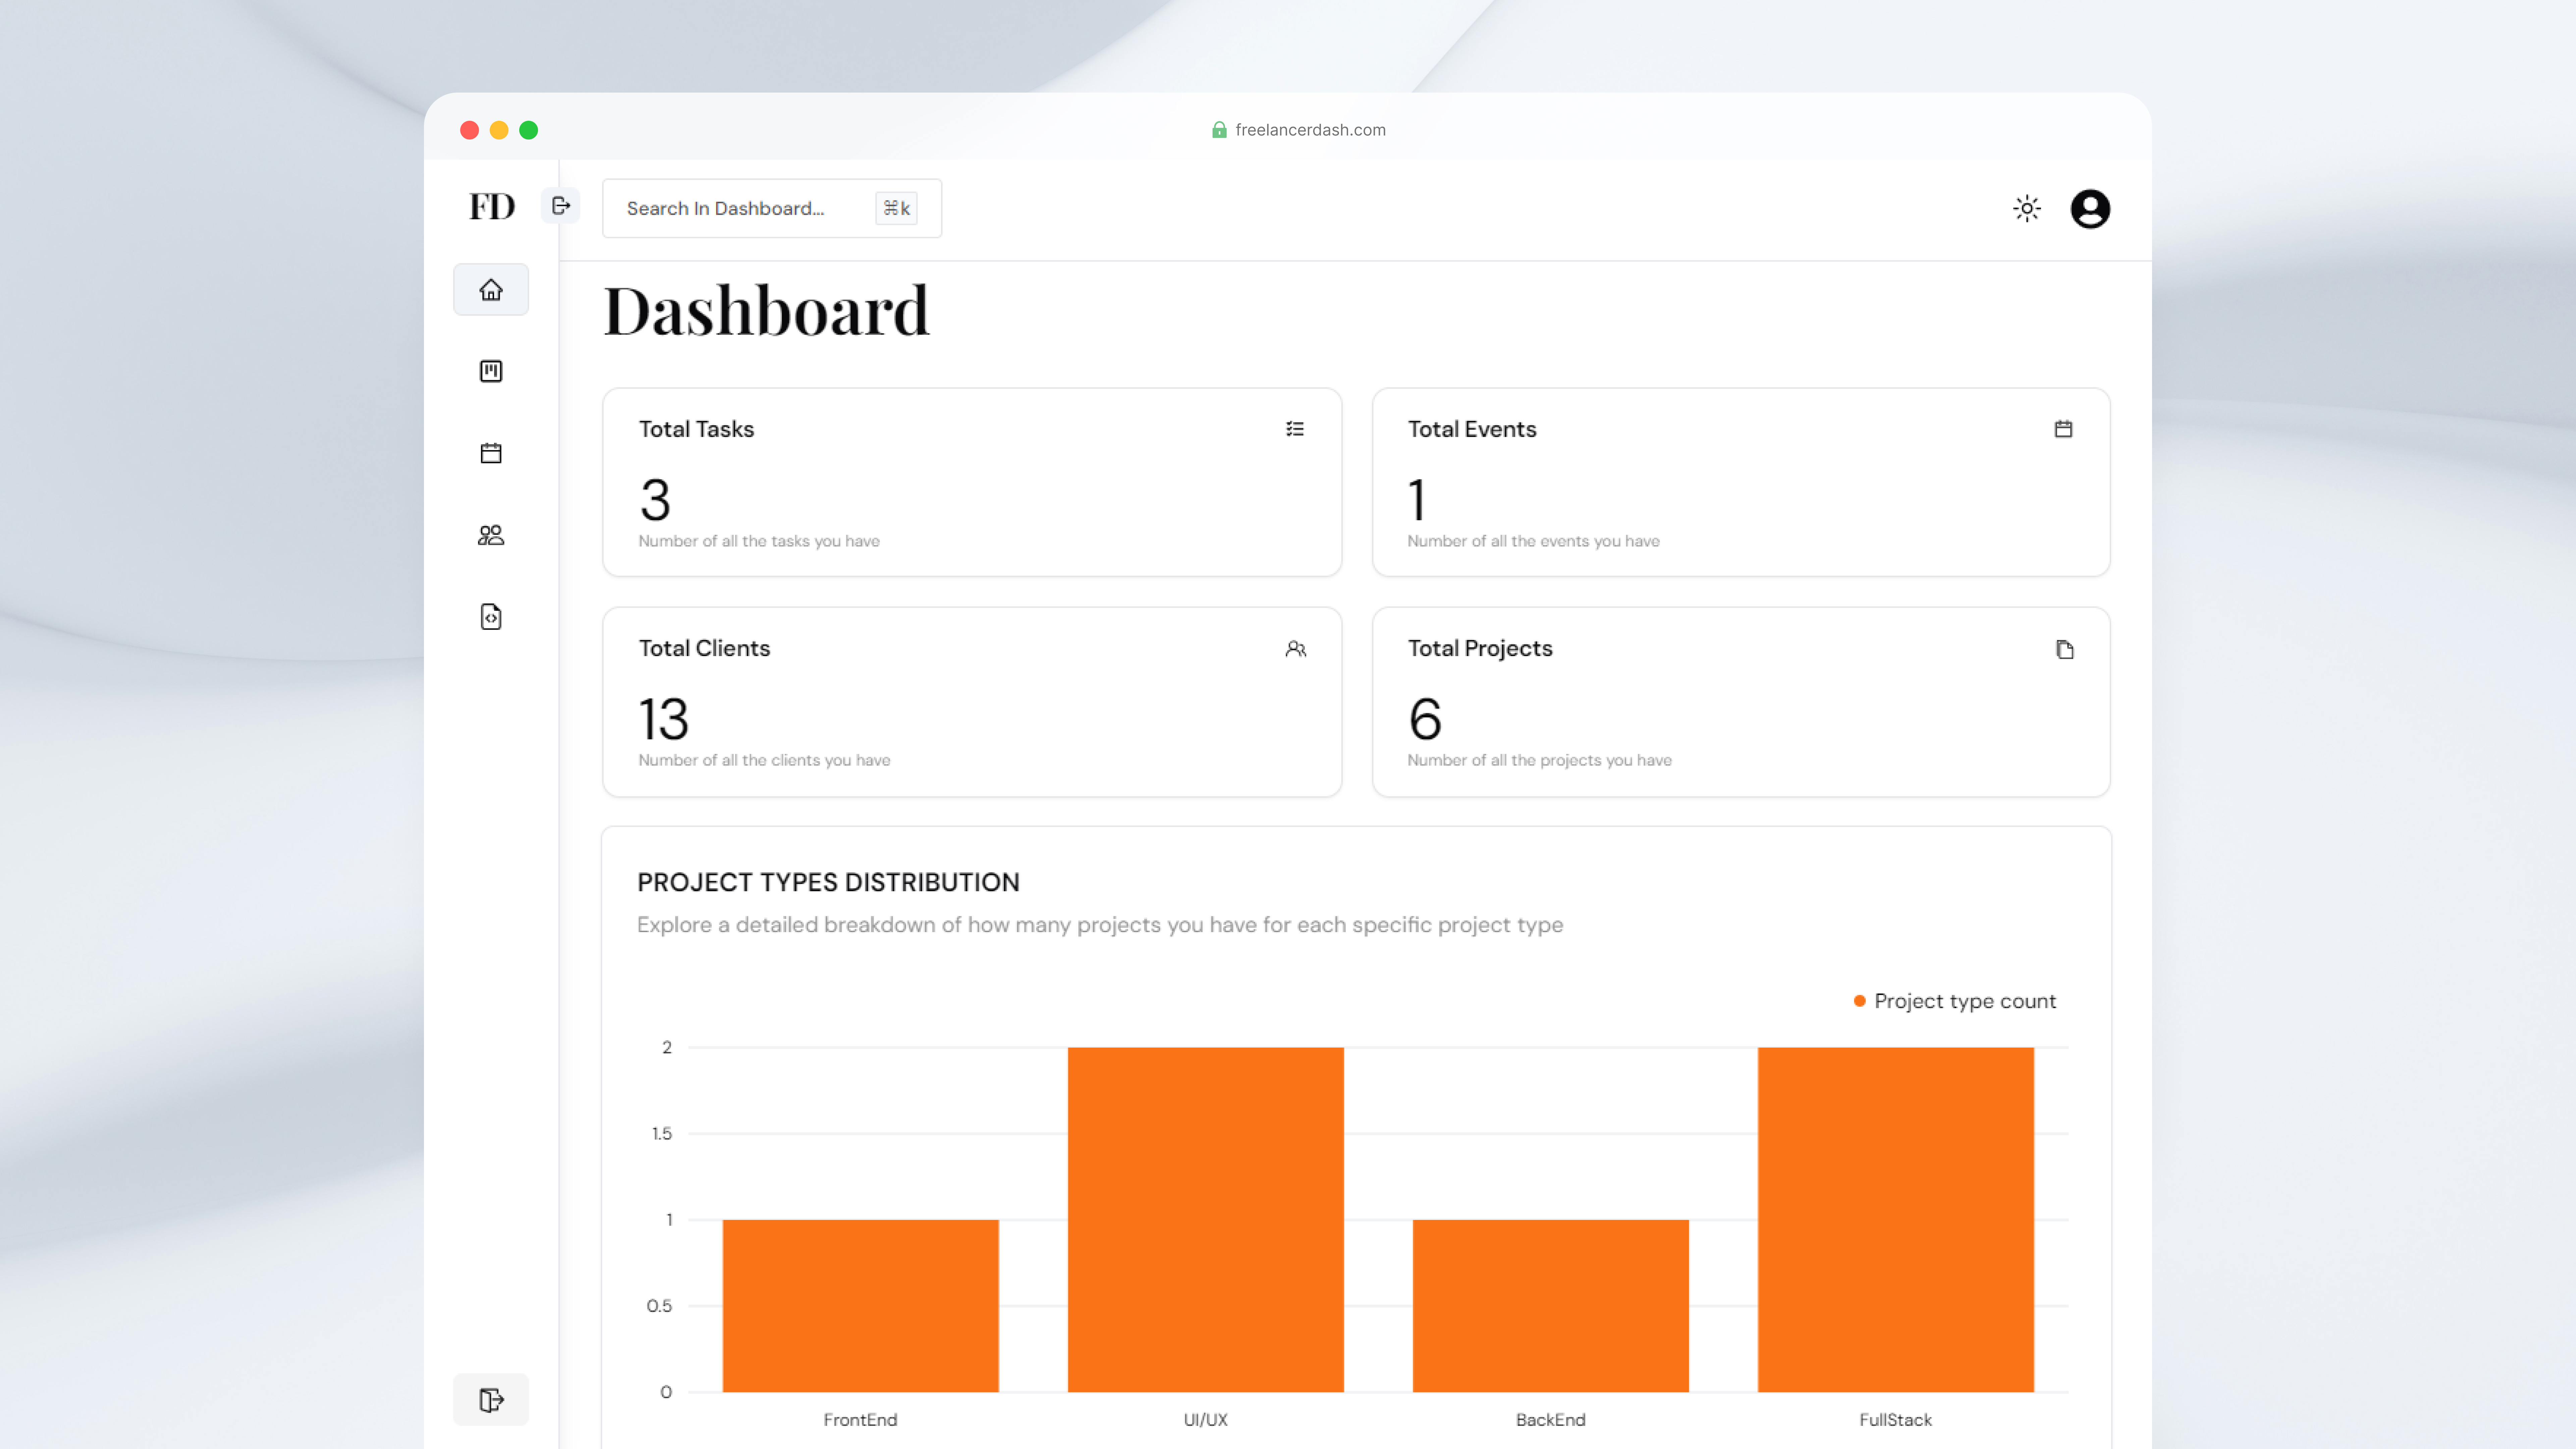 freelancerdash.com
FD
Search In Dashboard...
⌘k
Dashboard
Total Tasks
3
Number of all the tasks you have
Total Events
1
Number of all the events you have
Total Clients
13
Number of all the clients you have
Total Projects
6
Number of all the projects you have
PROJECT TYPES DISTRIBUTION
Explore a detailed breakdown of how many projects you have for each specific project type
Project type count
2
1.5
1
0.5
0
FrontEnd
UI/UX
BackEnd
FullStack